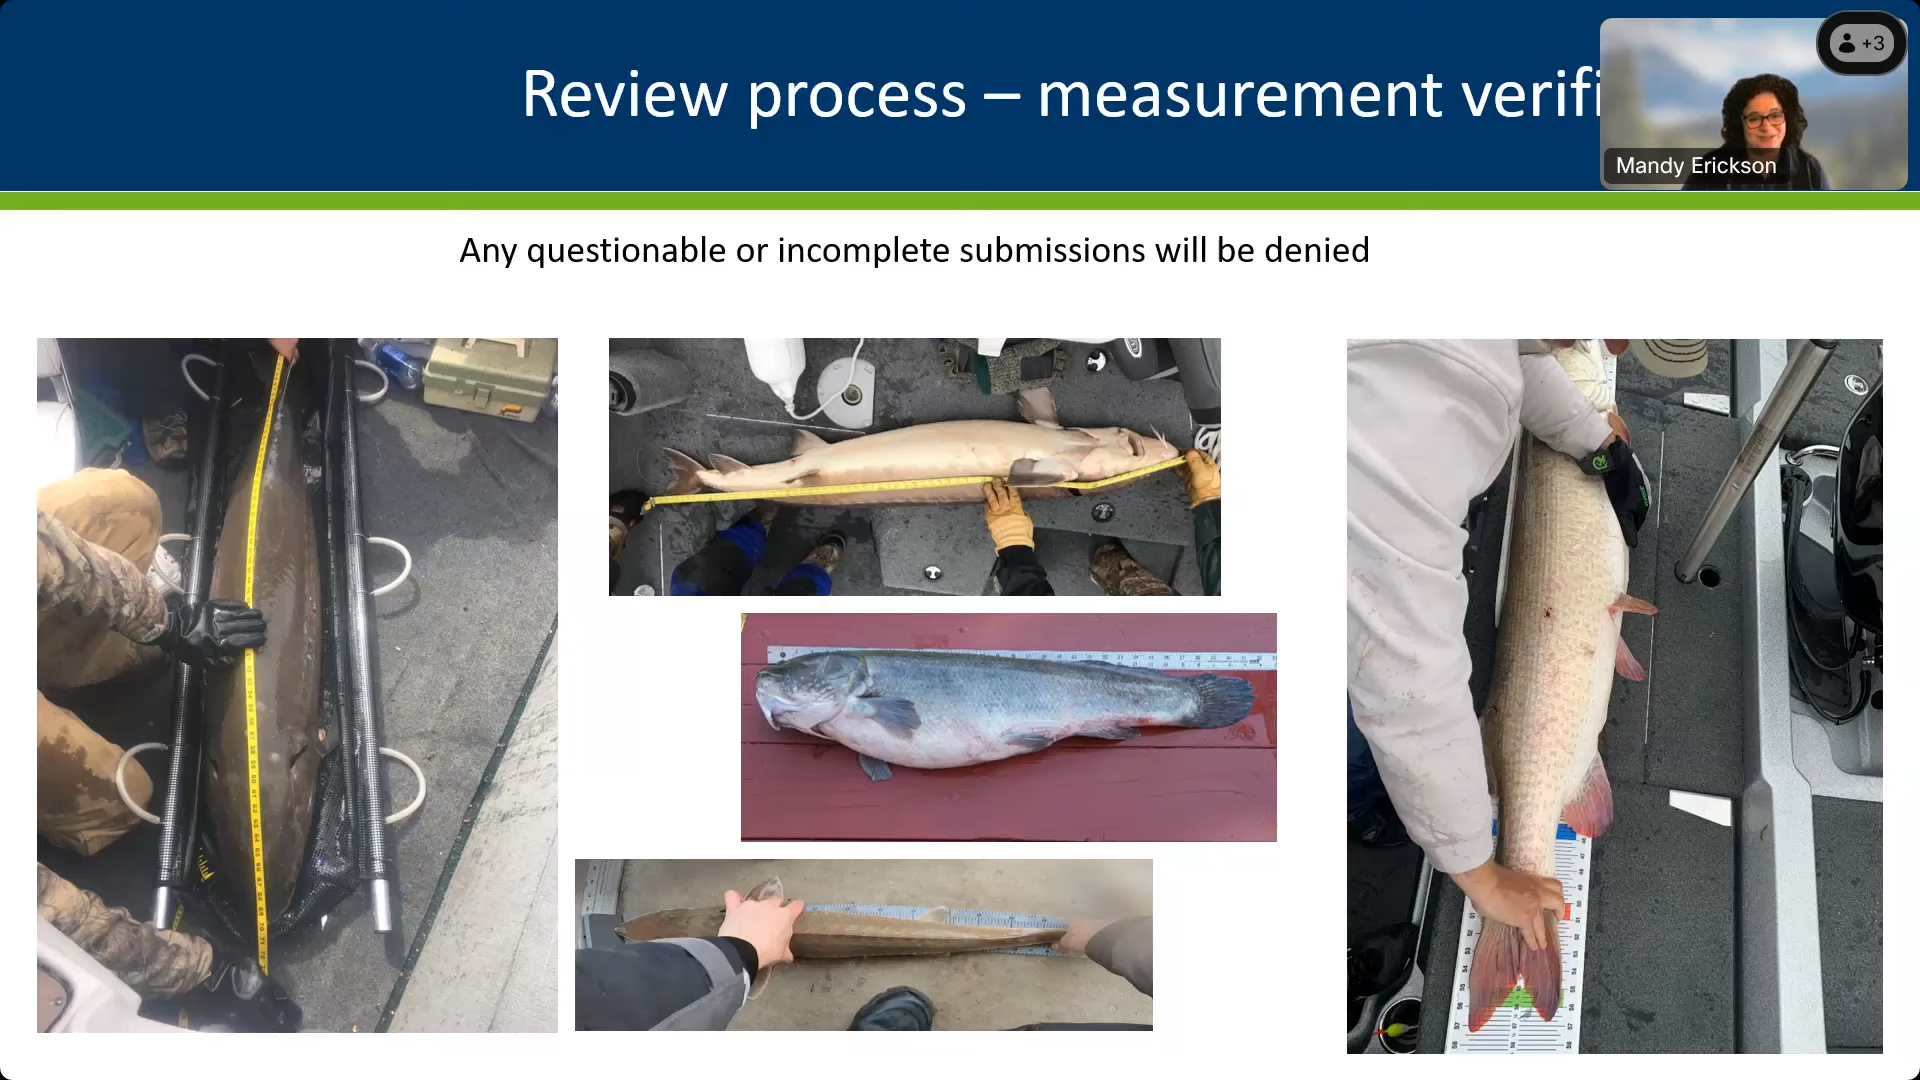 Review process – measurement verifi
+3
Mandy Erickson
Any questionable or incomplete submissions will be denied